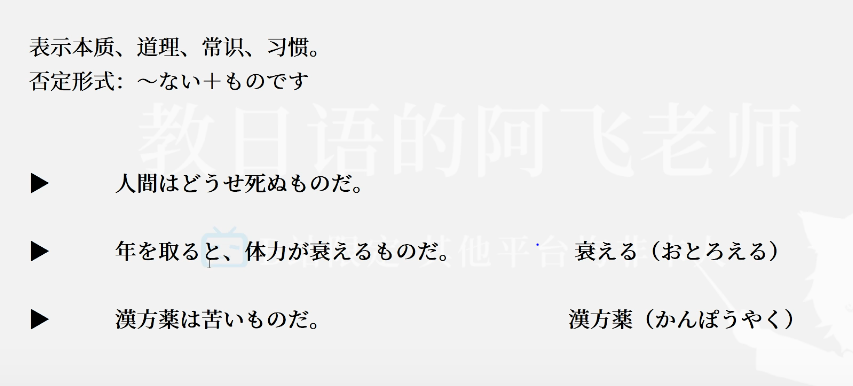 表示本质、道理、常识、习惯。
否定形式：～ない＋ものです
教日语的阿飞老师
▶ 人間はどうせ死ぬものだ。
▶ 年を取ると、体力が衰えるものだ。 衰える（おとろえる）
其他平台
▶ 漢方薬は苦いものだ。 漢方薬（かんぽうやく）